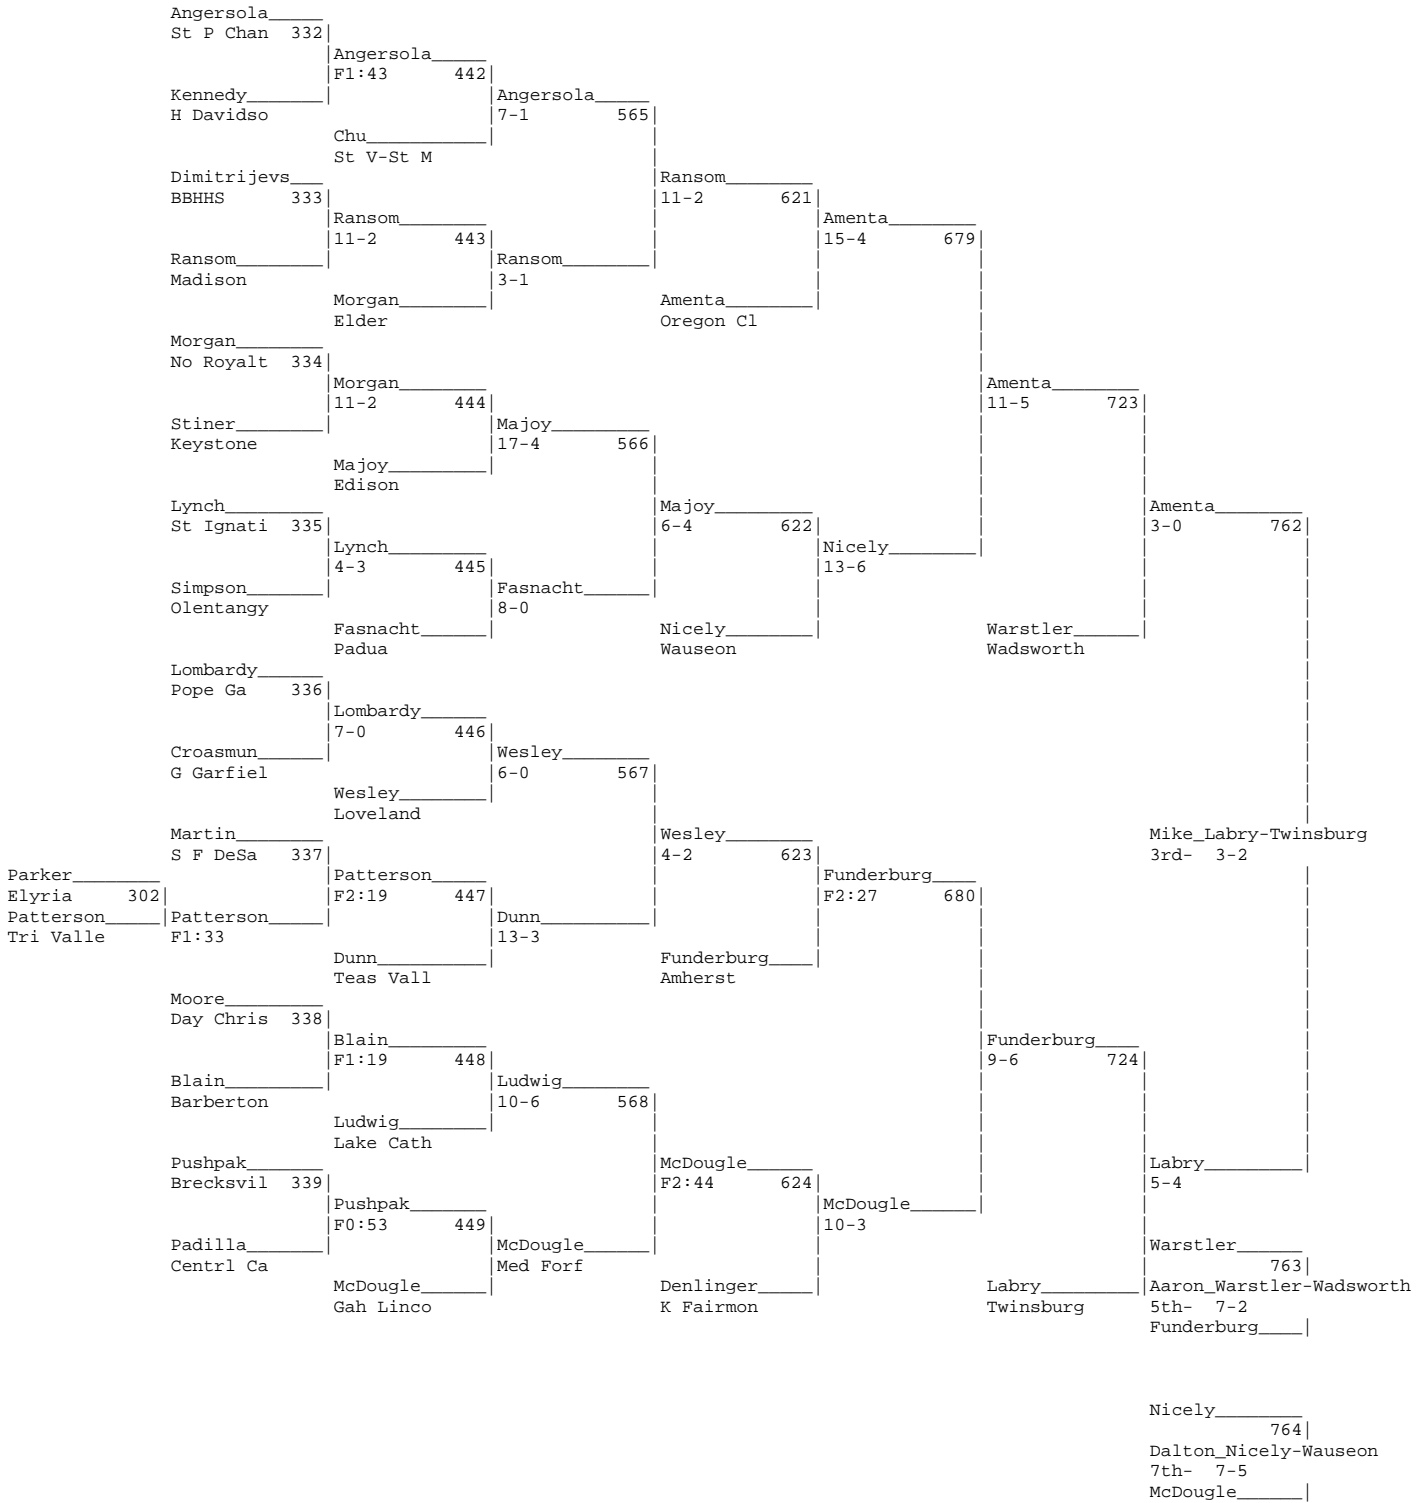 Angersola_____
St P Chan  332|
|Angersola_____
|F1:43      442|
Kennedy_______|              |Angersola_____
H Davidso                    |7-1        565|
Chu___________|              |
St V-St M                    |
Dimitrijevs___                             |Ransom________
BBHHS      333|                            |11-2       621|
|Ransom________              |              |Amenta________
|11-2       443|             |              |15-4       679|
Ransom________|              |Ransom________|              |              |
Madison                      |3-1                          |              |
Morgan________|              Amenta________|              |
Elder                        Oregon Cl                    |
Morgan________                                            |
No Royalt  334|                                           |
|Morgan________                                           |Amenta________
|11-2       444|                                          |11-5       723|
Stiner________|              |Majoy_________              |              |
Keystone                     |17-4       566|             |              |
Majoy_________|              |              |              |
Edison                       |              |              |
Lynch_________                              |Majoy_________              |              |Amenta________
St Ignati  335|                             |6-4        622|             |              |3-0        762|
|Lynch_________              |              |Nicely________|              |              |
|4-3        445|             |              |13-6                         |              |
Simpson_______|              |Fasnacht______|              |              |              |
Olentangy                    |8-0                          |              |              |
Fasnacht______|              Nicely________|              Warstler______|              |
Padua                        Wausеon                      Wadsworth                    |
Lombardy______                                                                         |
Pope Ga    336|                                                                        |
|Lombardy______                                                                        |
|7-0        446|                                                                       |
Croasmun______|              |Wesley________                                           |
G Garfiel                    |6-0        567|                                          |
Wesley________|              |                                                         |
Loveland                     |                                                         |
Martin________                              |Wesley________                            Mike_Labry-Twinsburg
S F DeSa   337|                             |4-2        623|                           3rd-  3-2
Parker________               |Patterson_____              |              |Funderburg____              |
Elyria     302|              |F2:19      447|             |              |F2:27      680|             |
Patterson_____|Patterson_____|              |Dunn__________|              |              |              |
Tri Valle      F1:33                        |13-3                         |              |              |
Dunn__________|              Funderburg____|              |              |
Teas Vall                    Amherst                      |              |
Moore_________                                            |              |
Day Chris  338|                                           |              |
|Blain_________                                           |Funderburg____              |
|F1:19      448|                                          |9-6        724|             |
Blain_________|              |Ludwig________              |              |              |
Barberton                    |10-6       568|             |              |              |
Ludwig________|              |              |              |              |
Lake Cath                    |              |              |              |
Pushpak_______                              |McDougle______              |              |Labry_________|
Brecksvil  339|                             |F2:44      624|             |              |5-4
|Pushpak_______              |              |McDougle______|              |
|F0:53      449|             |              |10-3                         |
Padilla_______|              |McDougle______|              |              |Warstler______
Centrl Ca                    |Med Forf                     |              |           763|
McDougle______|              Denlinger_____|              Labry_________|Aaron_Warstler-Wadsworth
Gah Linco                    K Fairmon                    Twinsburg      5th-  7-2
Funderburg____|
Nicely________
764|
Dalton_Nicely-Wauseon
7th-  7-5
McDougle______|